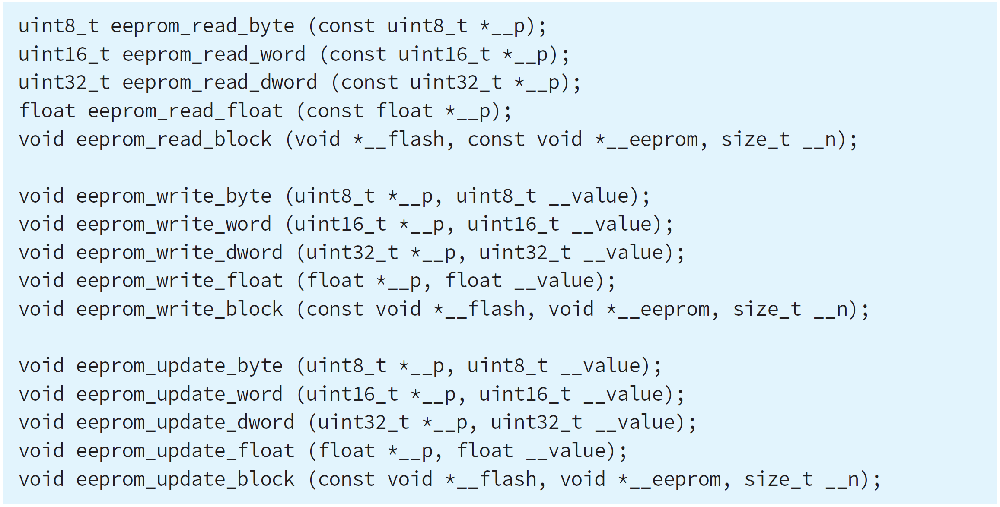 uint8_t eeprom_read_byte (const uint8_t *__p);
uint16_t eeprom_read_word (const uint16_t *__p);
uint32_t eeprom_read_dword (const uint32_t *__p);
float eeprom_read_float (const float *__p);
void eeprom_read_block (void *__flash, const void *__eeprom, size_t __n);

void eeprom_write_byte (uint8_t *__p, uint8_t __value);
void eeprom_write_word (uint16_t *__p, uint16_t __value);
void eeprom_write_dword (uint32_t *__p, uint32_t __value);
void eeprom_write_float (float *__p, float __value);
void eeprom_write_block (const void *__flash, void *__eeprom, size_t __n);

void eeprom_update_byte (uint8_t *__p, uint8_t __value);
void eeprom_update_word (uint16_t *__p, uint16_t __value);
void eeprom_update_dword (uint32_t *__p, uint32_t __value);
void eeprom_update_float (float *__p, float __value);
void eeprom_update_block (const void *__flash, void *__eeprom, size_t __n);